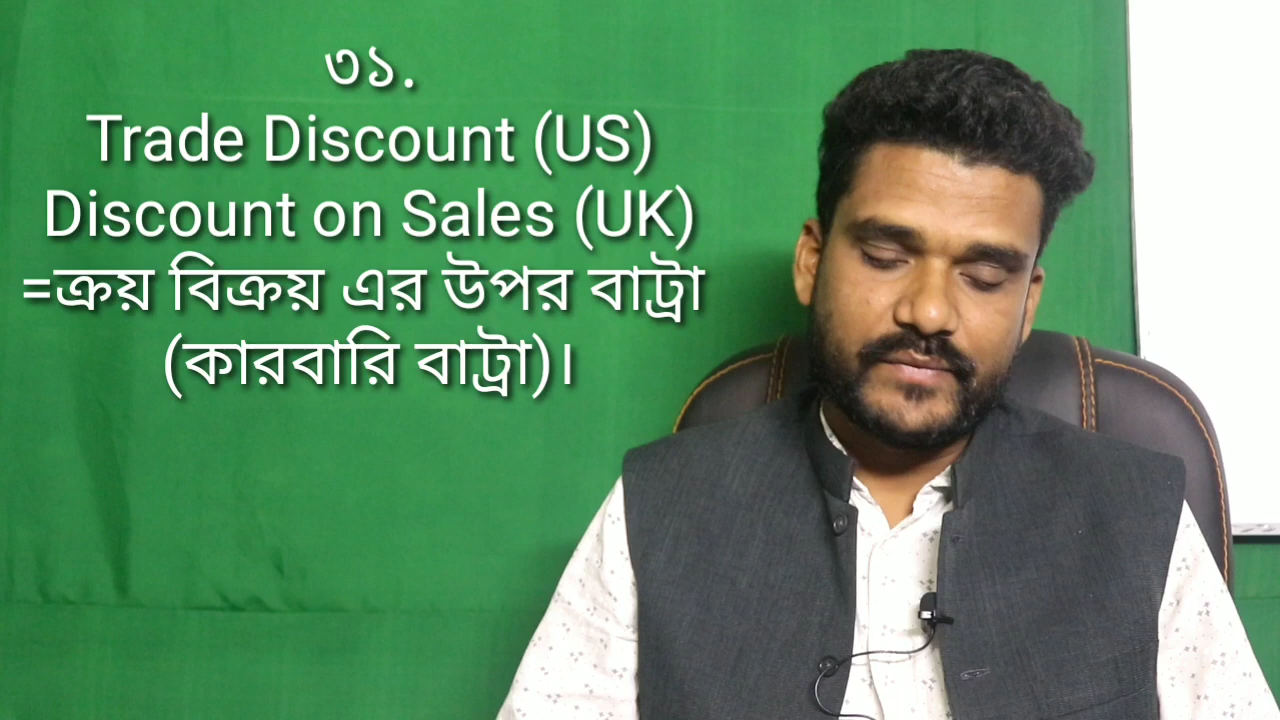 ৩১.
Trade Discount (US)
Discount on Sales (UK)
=ক্রয় বিক্রয় এর উপর বাট্রা
(কারবারি বাট্রা)।